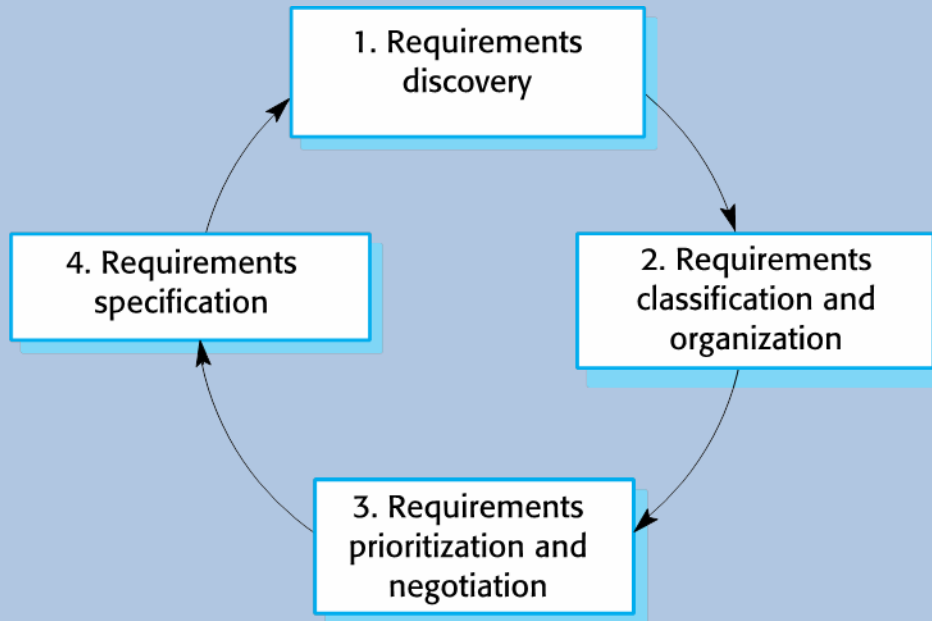 1. Requirements
discovery
2. Requirements
classification and
organization
3. Requirements
prioritization and
negotiation
4. Requirements
specification